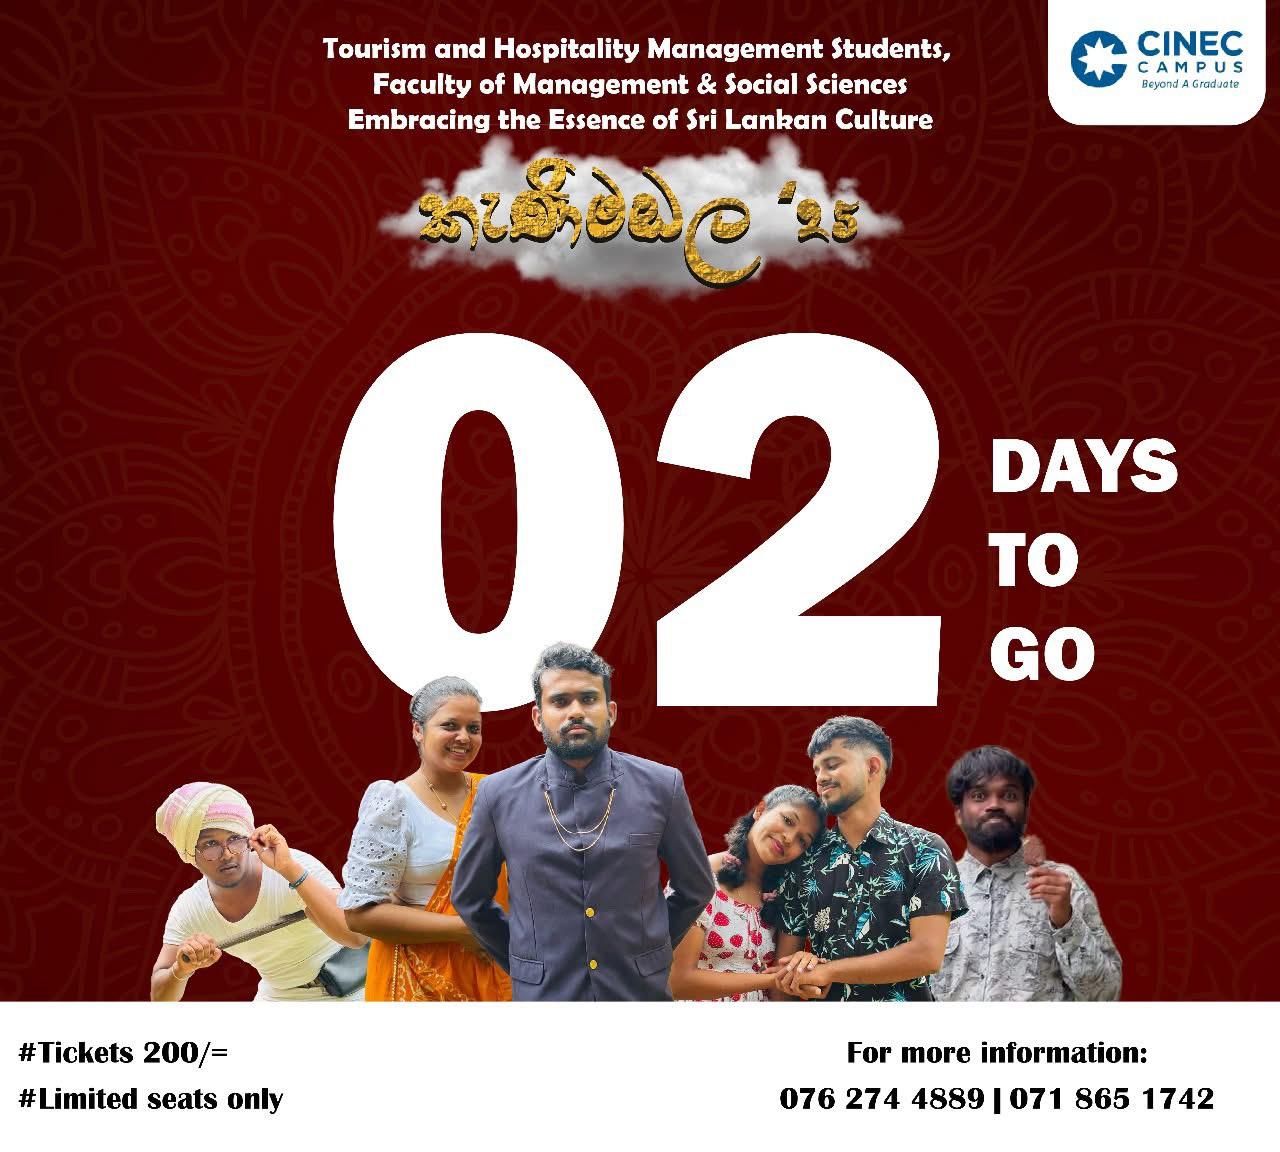 Tourism and Hospitality Management Students,
Faculty of Management & Social Sciences
Embracing the Essence of Sri Lankan Culture
CINEC
CAMPUS
Beyond A Graduate
කැණිමඬල '25
02
DAYS
TO
GO
#Tickets 200/=
#Limited seats only
For more information:
076 274 4889 | 071 865 1742